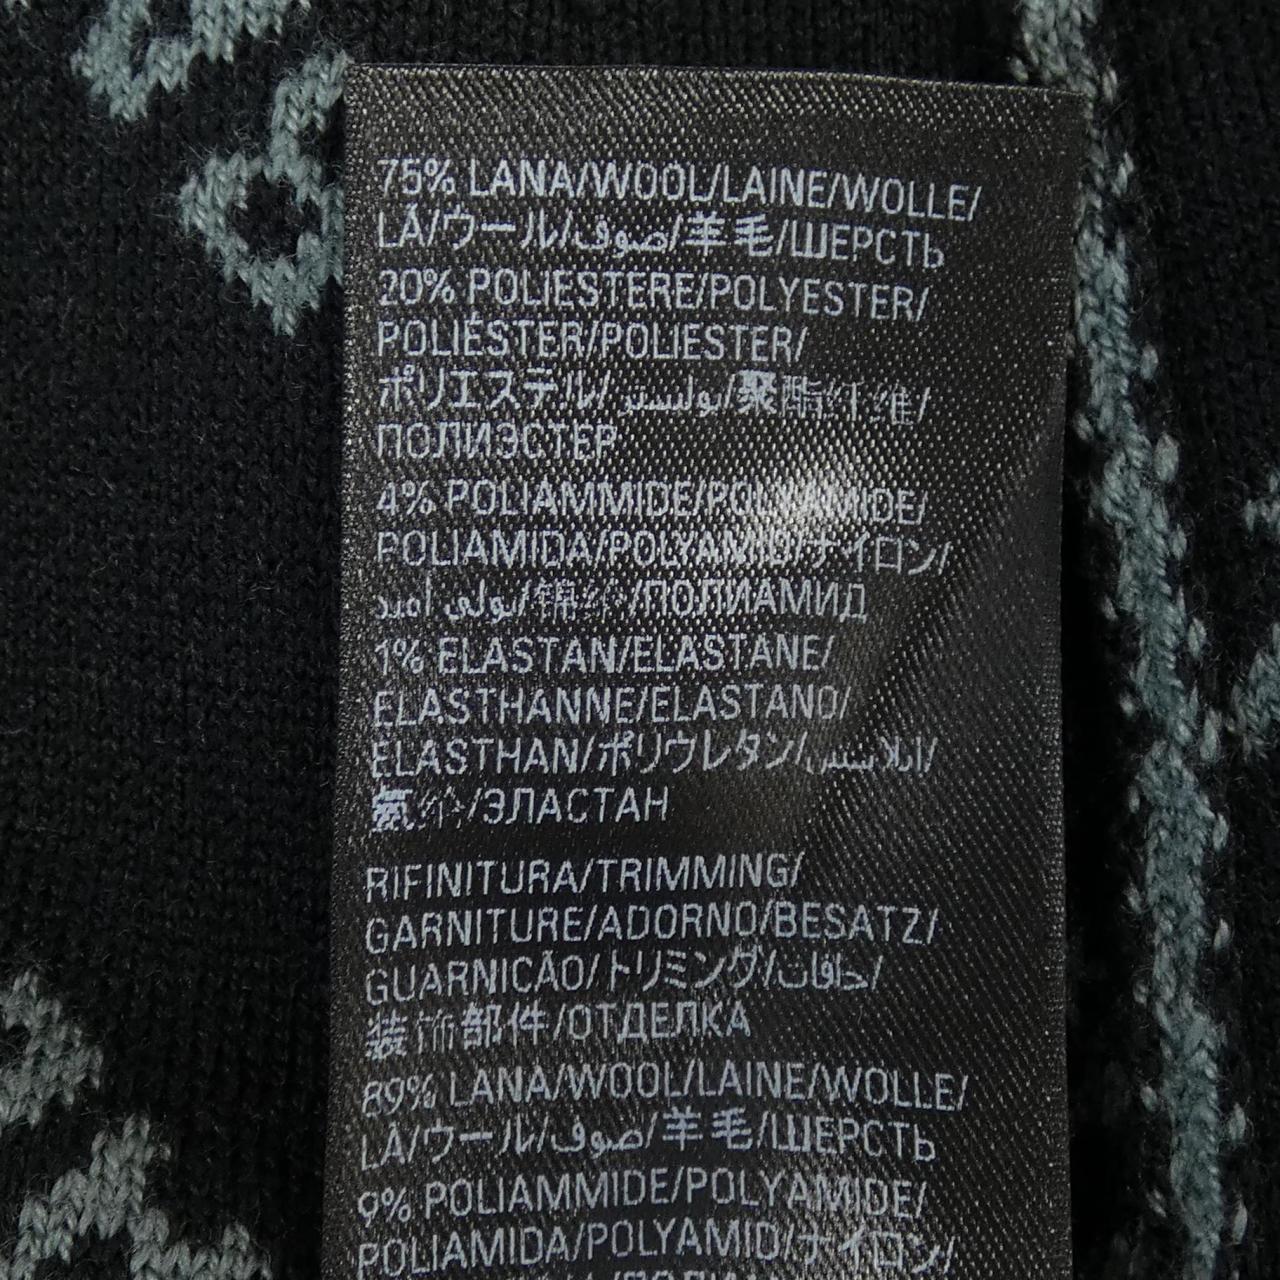 75% LANA/WOOL/LAINE/WOLLE/
LÃ/ウール/صوف/羊毛/ШЕРСТЬ
20% POLIESTERE/POLYESTER/
POLIÉSTER/POLIESTER/
ポリエステル/بوليستر/聚酯纤维/
ПОЛИЭСТЕР
4% POLIAMMIDE/POLYAMIDE/
POLIAMIDA/POLYAMID/ナイロン/
بولي أميد/锦纶/ПОЛИАМИД
1% ELASTAN/ELASTANE/
ELASTHANNE/ELASTANO/
ELASTHAN/ポリウレタン/إيلاستين/
氨纶/ЭЛАСТАН
RIFINITURA/TRIMMING/
GARNITURE/ADORNO/BESATZ/
GUARNICÃO/トリミング/حافات/
装饰部件/ОТДЕЛКА
89% LANA/WOOL/LAINE/WOLLE/
LÃ/ウール/صوف/羊毛/ШЕРСТЬ
9% POLIAMMIDE/POLYAMIDE/
POLIAMIDA/POLYAMID/ナイロン/